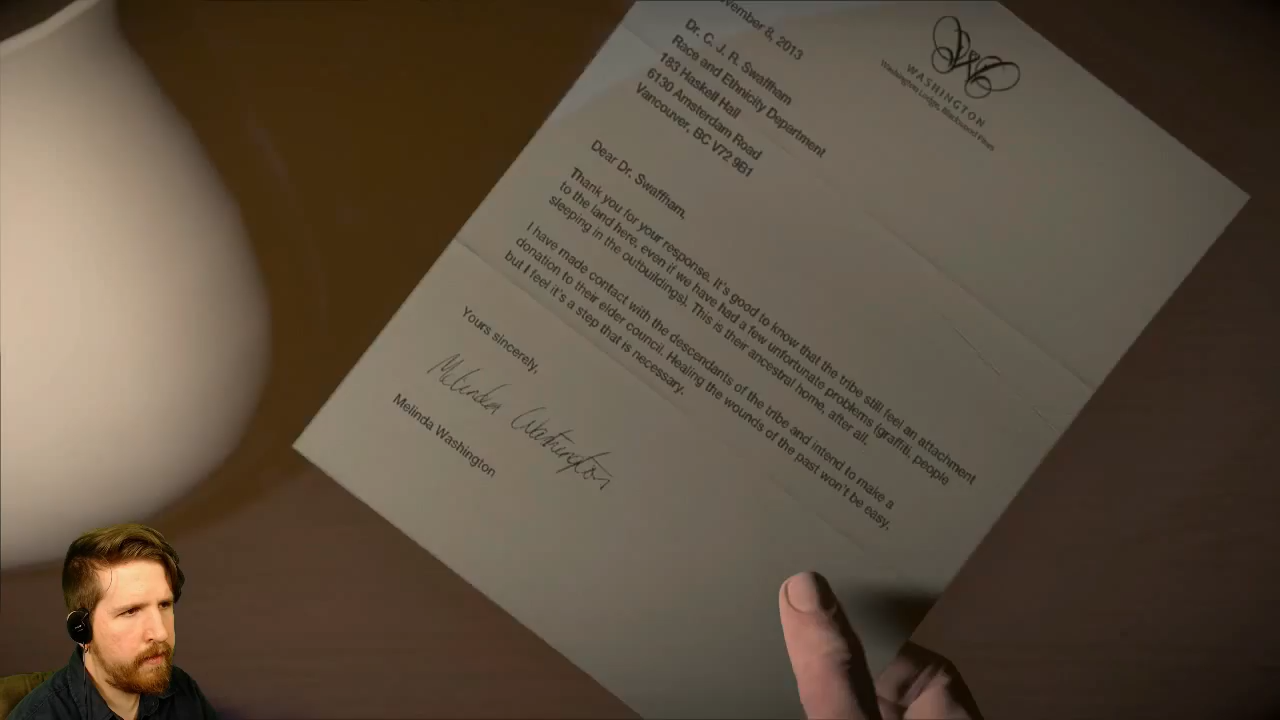 vember 8, 2013
WASHINGTON
Washington Lodge, Blackwood Pines
Dr. C. J. R. Swaffham
Race and Ethnicity Department
183 Haskell Hall
6130 Amsterdam Road
Vancouver, BC V72 9B1
Dear Dr. Swaffham,
Thank you for your response. It's good to know that the tribe still feel an attachment
to the land here, even if we have had a few unfortunate problems (graffiti, people
sleeping in the outbuildings). This is their ancestral home, after all.
I have made contact with the descendants of the tribe and intend to make a
donation to their elder council. Healing the wounds of the past won't be easy,
but I feel it's a step that is necessary.
Yours sincerely,
Melinda Washington
Melinda Washington